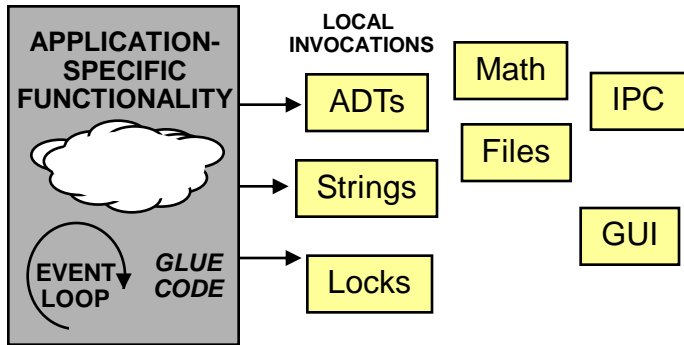 APPLICATION-
SPECIFIC
FUNCTIONALITY
EVENT
LOOP
GLUE
CODE
LOCAL
INVOCATIONS
ADTs
Strings
Locks
Math
Files
IPC
GUI